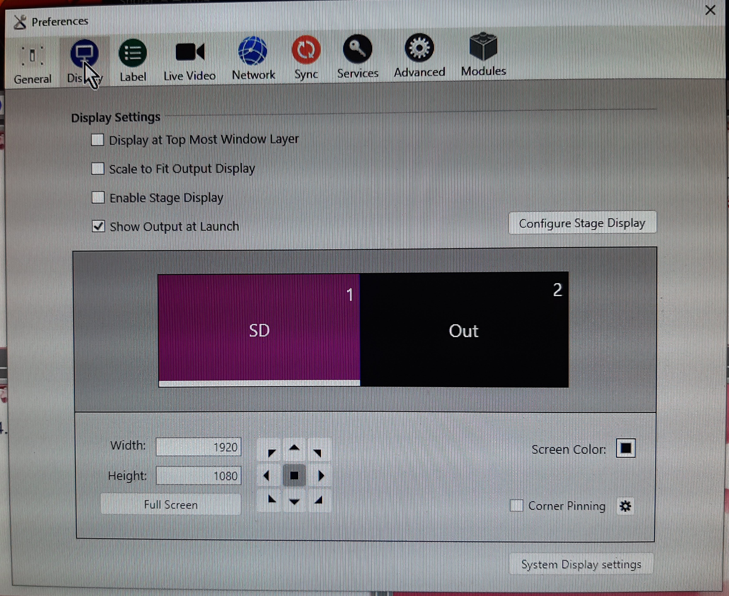 Preferences
General Display Label Live Video Network Sync Services Advanced Modules
Display Settings
Display at Top Most Window Layer
Scale to Fit Output Display
Enable Stage Display
Show Output at Launch
Configure Stage Display
1
SD
2
Out
Width: 1920
Height: 1080
Full Screen
Screen Color:
Corner Pinning
System Display settings